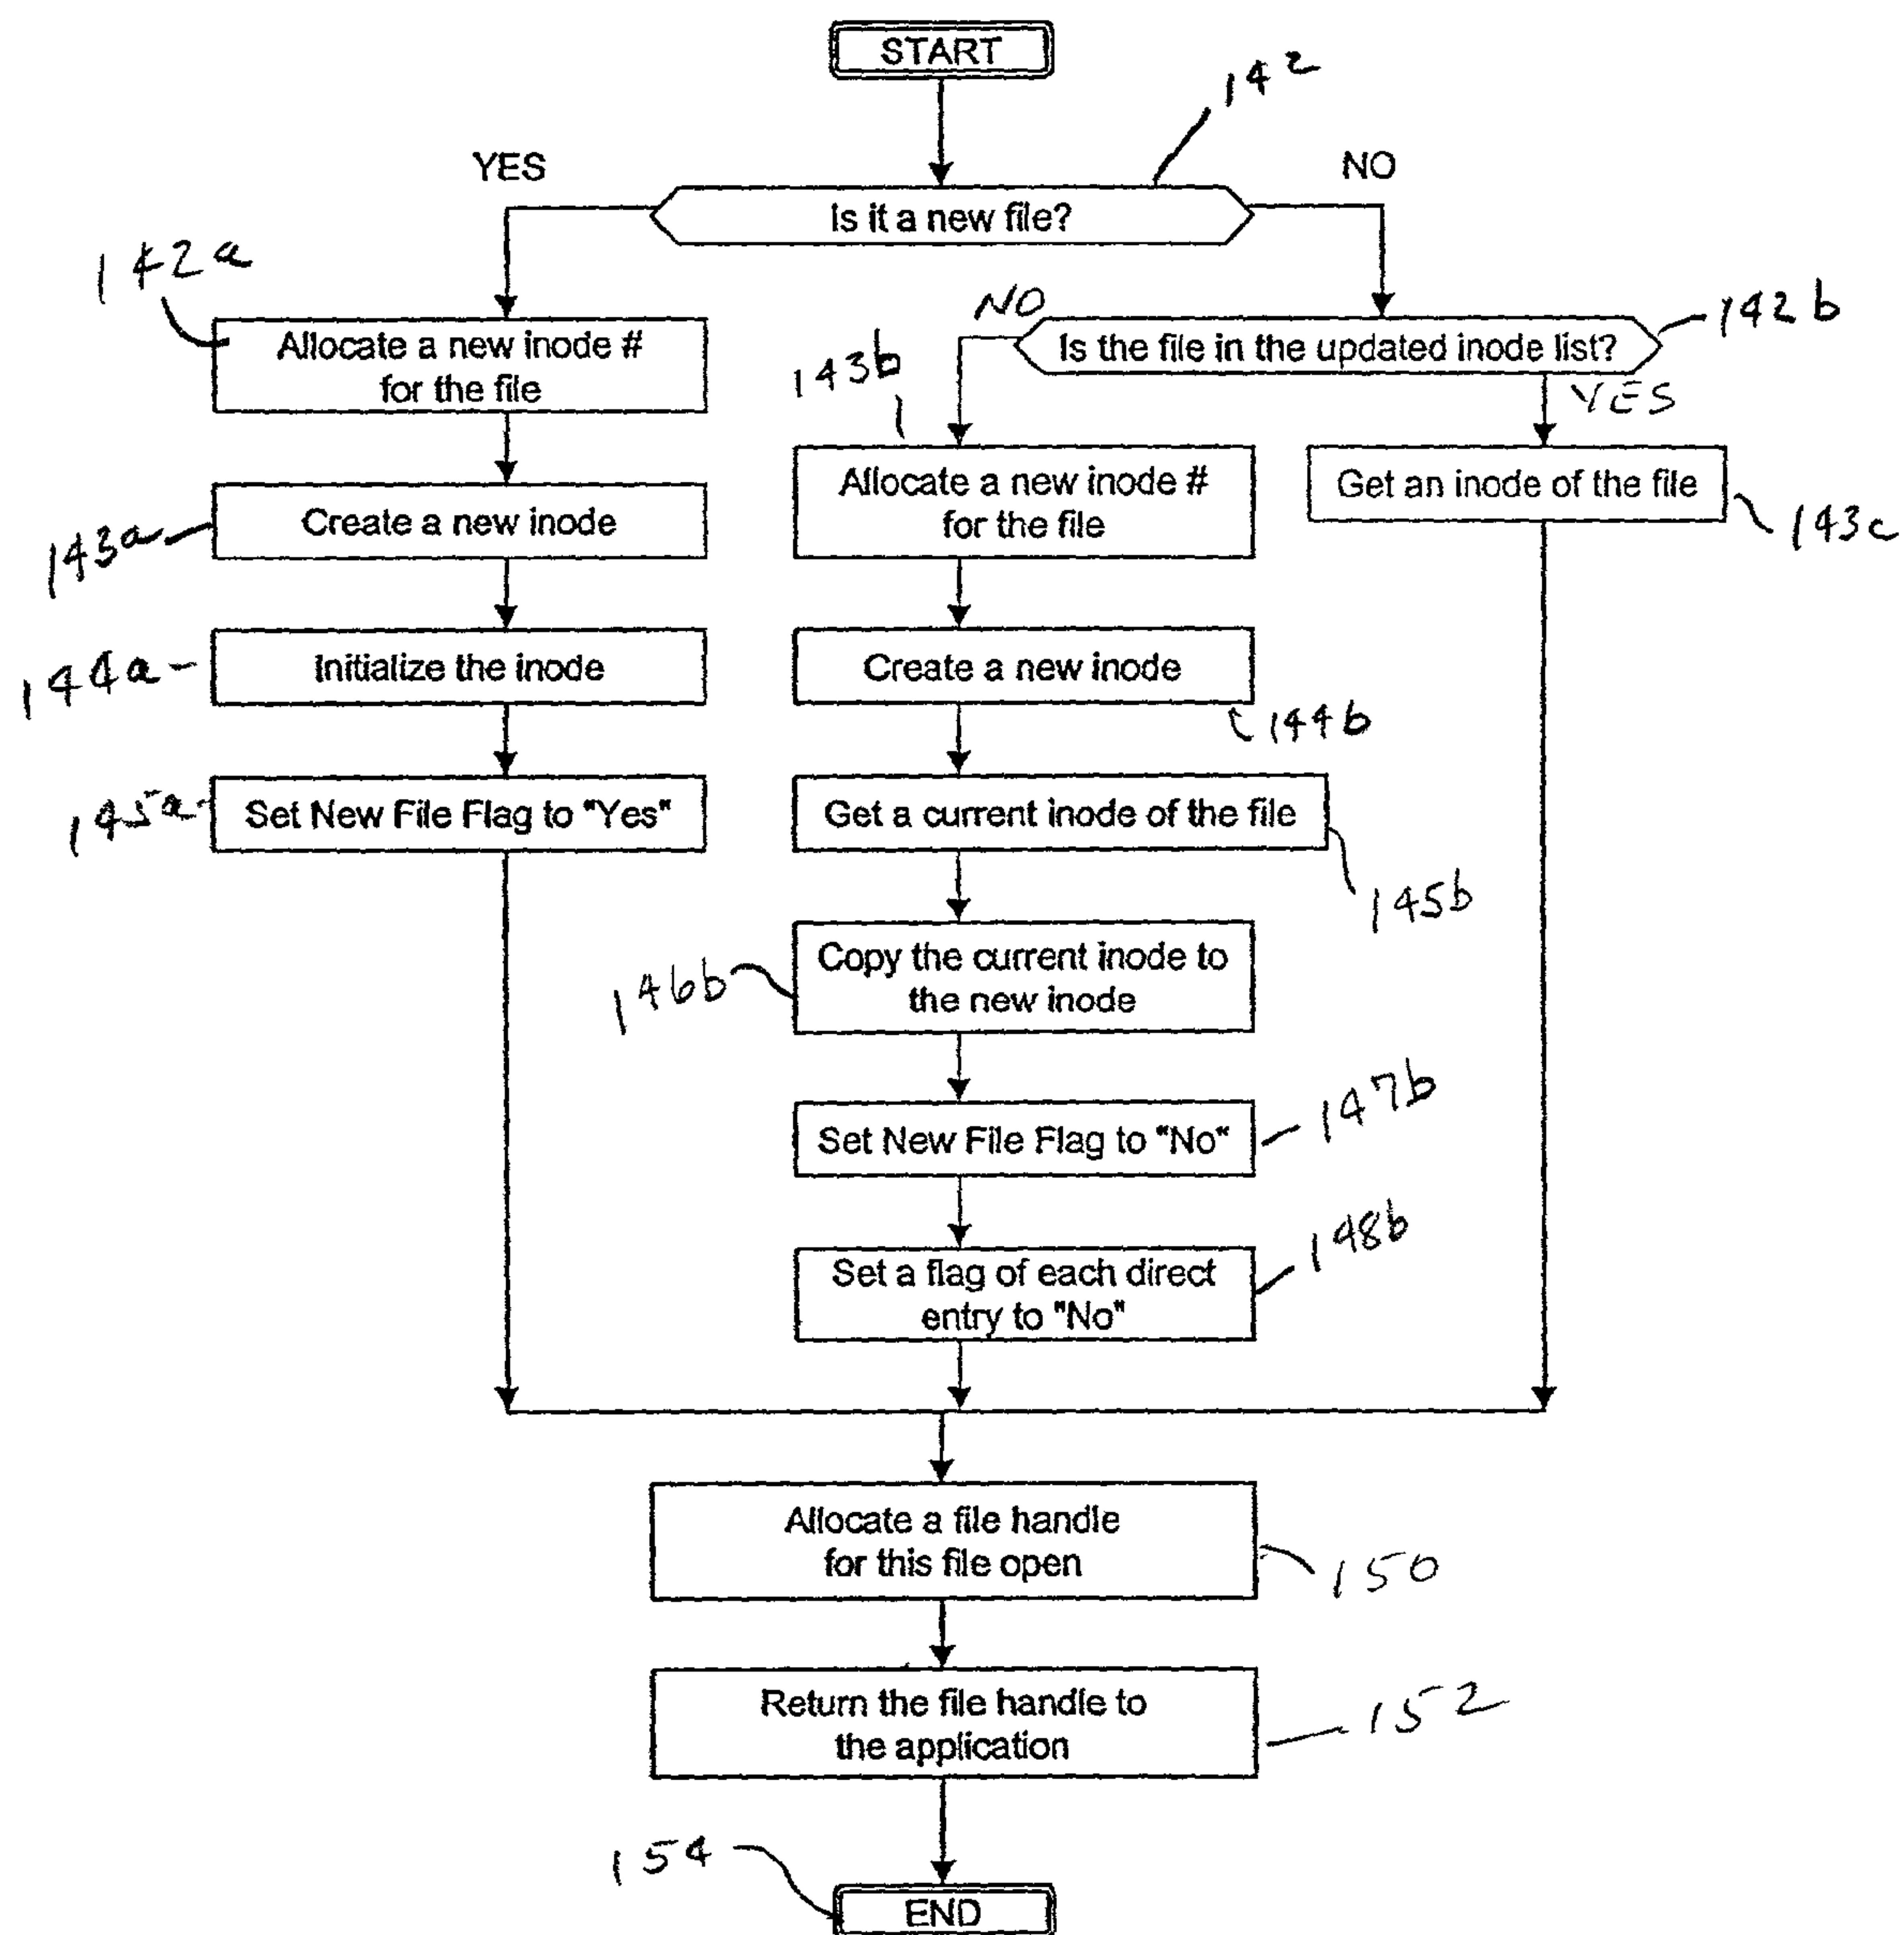 START
142
YES
NO
Is it a new file?
142a
NO
142b
Allocate a new inode #
for the file
Is the file in the updated inode list?
143b
YES
Allocate a new inode #
for the file
Get an inode of the file
143a
Create a new inode
143c
144a
Initialize the inode
Create a new inode
144b
145a
Set New File Flag to "Yes"
Get a current inode of the file
145b
146b
Copy the current inode to
the new inode
147b
Set New File Flag to "No"
148b
Set a flag of each direct
entry to "No"
Allocate a file handle
for this file open
150
Return the file handle to
the application
152
154
END